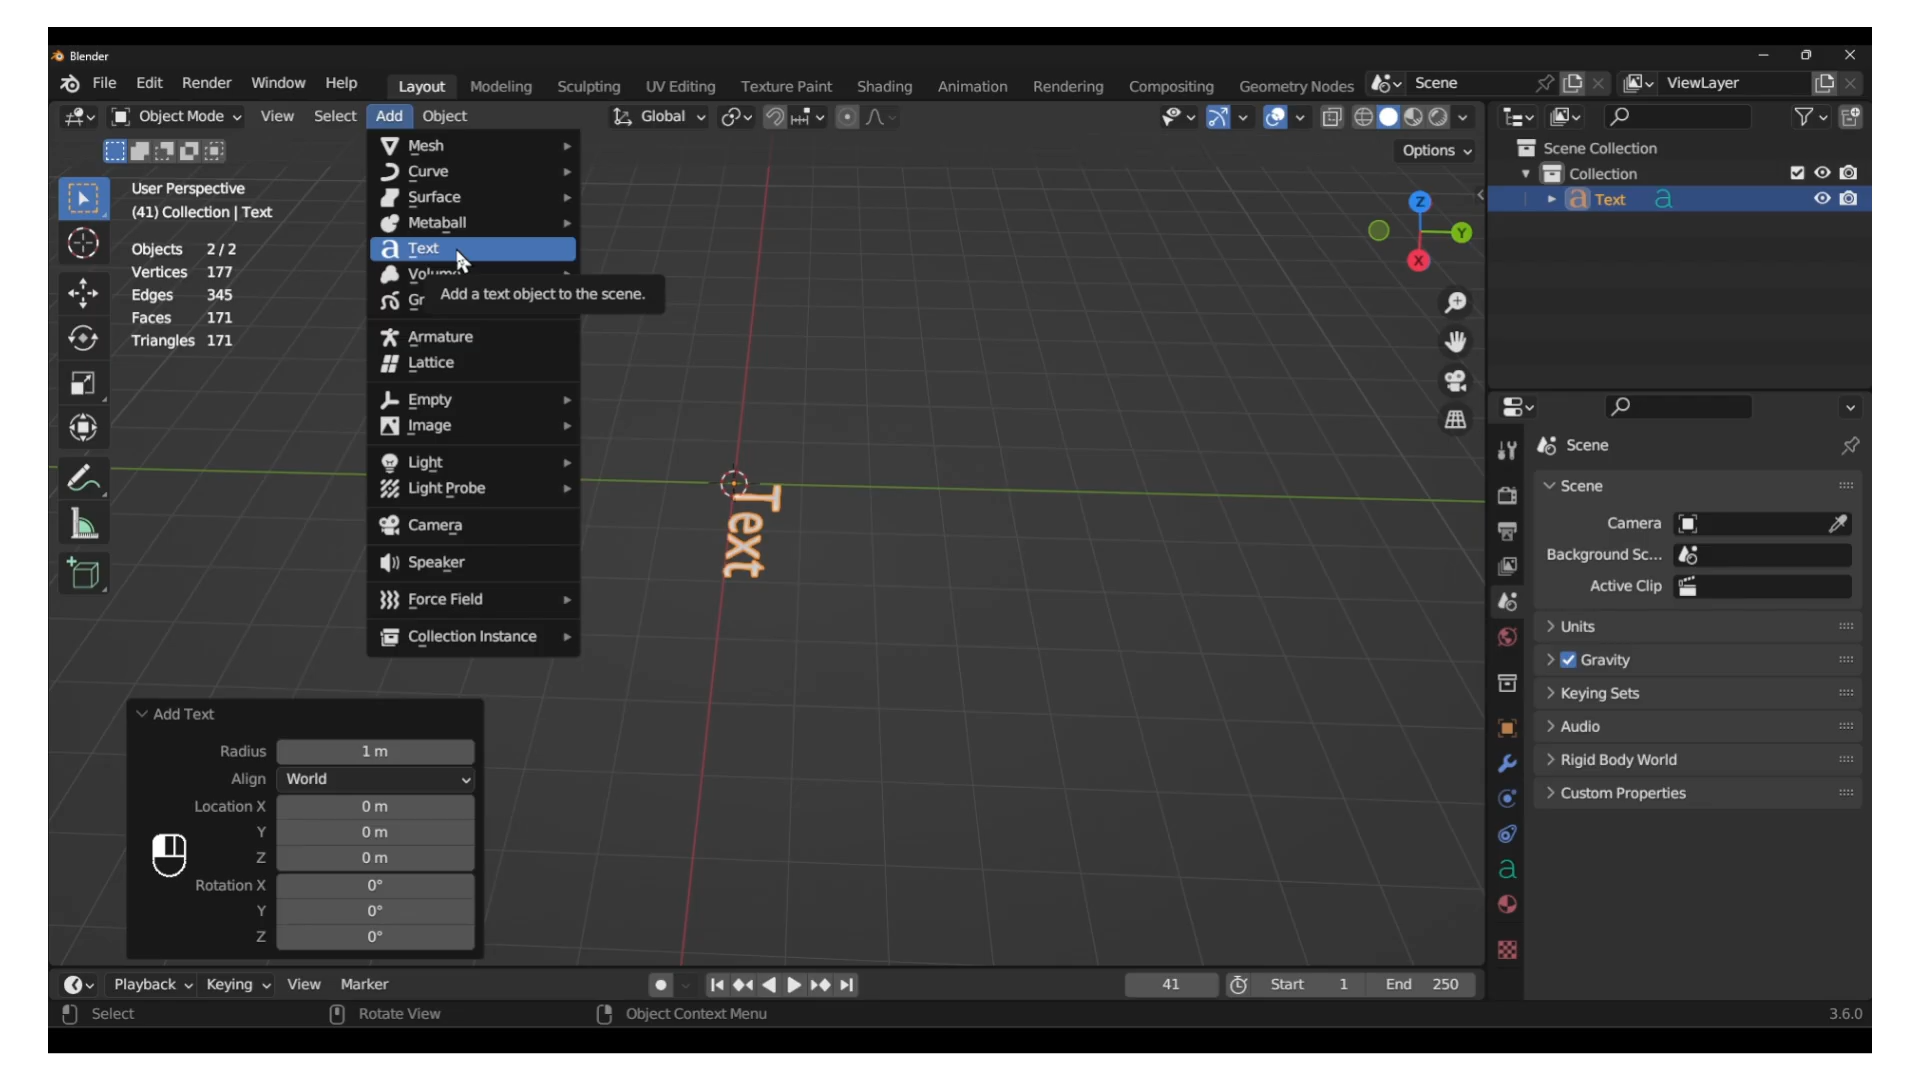 Blender
File Edit Render Window Help Layout Modeling Sculpting UV Editing Texture Paint Shading Animation Rendering Compositing Geometry Nodes Scene ViewLayer
Object Mode View Select Add Object Global
Options
User Perspective
(41) Collection | Text
Objects 2/2
Vertices 177
Edges 345
Faces 171
Triangles 171
Mesh
Curve
Surface
Metaball
Text
Volume
Gr
Add a text object to the scene.
Armature
Lattice
Empty
Image
Light
Light Probe
Camera
Speaker
Force Field
Collection Instance
Text
Z
Y
X
Scene Collection
Collection
Text
Scene
Scene
Camera
Background Sc...
Active Clip
Units
Gravity
Keying Sets
Audio
Rigid Body World
Custom Properties
Add Text
Radius 1 m
Align World
Location X 0 m
Y 0 m
Z 0 m
Rotation X 0°
Y 0°
Z 0°
Playback Keying View Marker 41 Start 1 End 250
Select Rotate View Object Context Menu 3.6.0